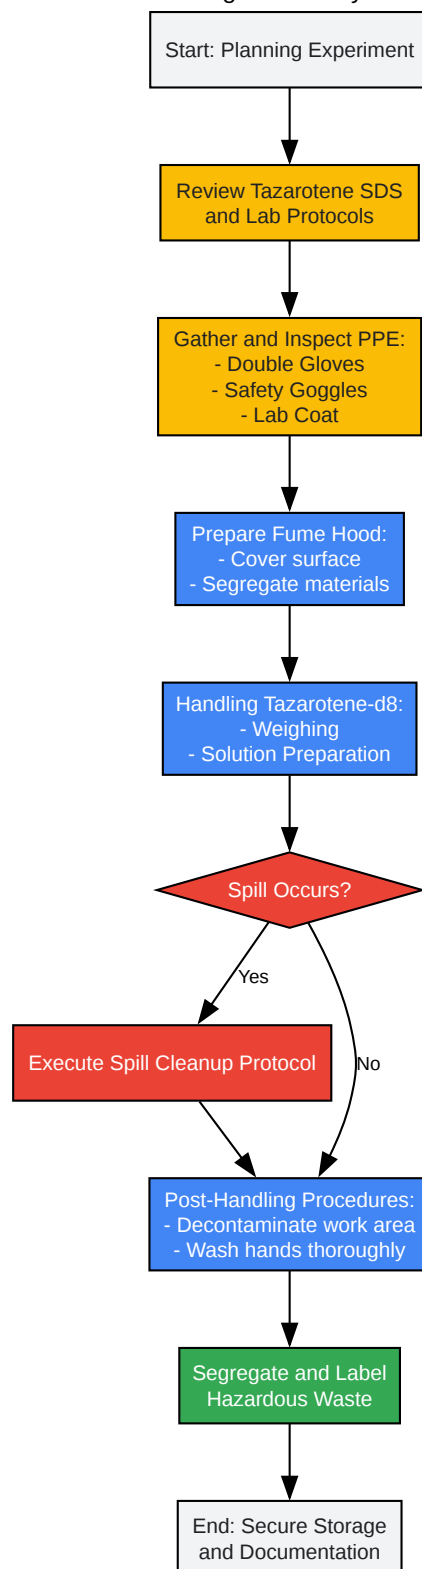 Start: Planning Experiment
Review Tazarotene SDS
and Lab Protocols
Gather and Inspect PPE:
- Double Gloves
- Safety Goggles
- Lab Coat
Prepare Fume Hood:
- Cover surface
- Segregate materials
Handling Tazarotene-d8:
- Weighing
- Solution Preparation
Spill Occurs?
Yes
Execute Spill Cleanup Protocol
No
Post-Handling Procedures:
- Decontaminate work area
- Wash hands thoroughly
Segregate and Label
Hazardous Waste
End: Secure Storage
and Documentation